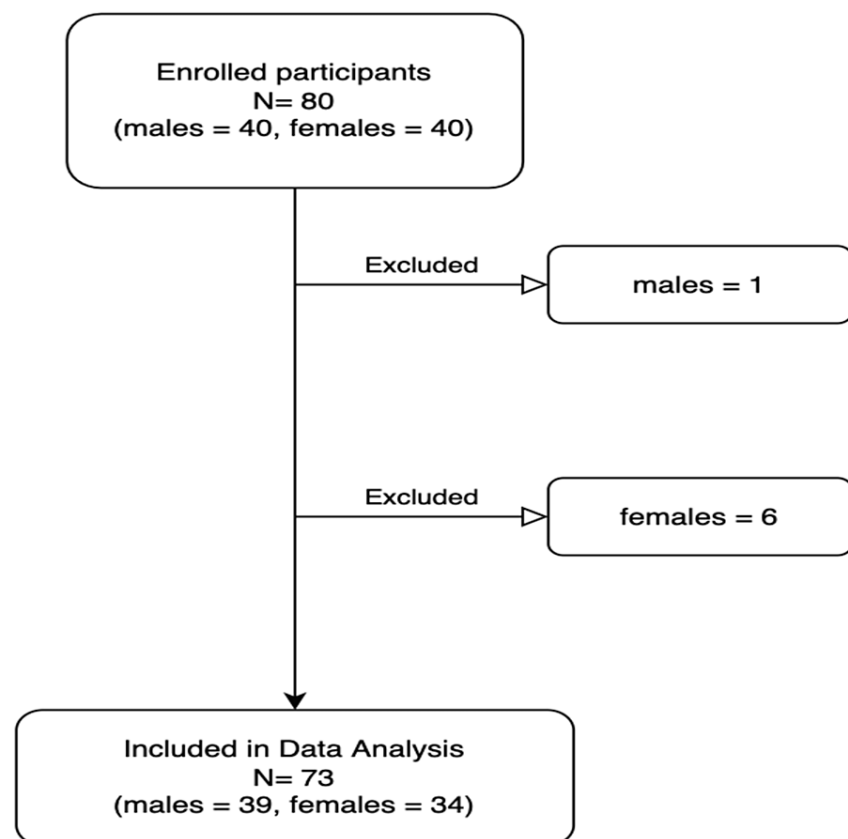 Enrolled participants
N= 80
(males = 40, females = 40)
Excluded
males = 1
Excluded
females = 6
Included in Data Analysis
N= 73
(males = 39, females = 34)